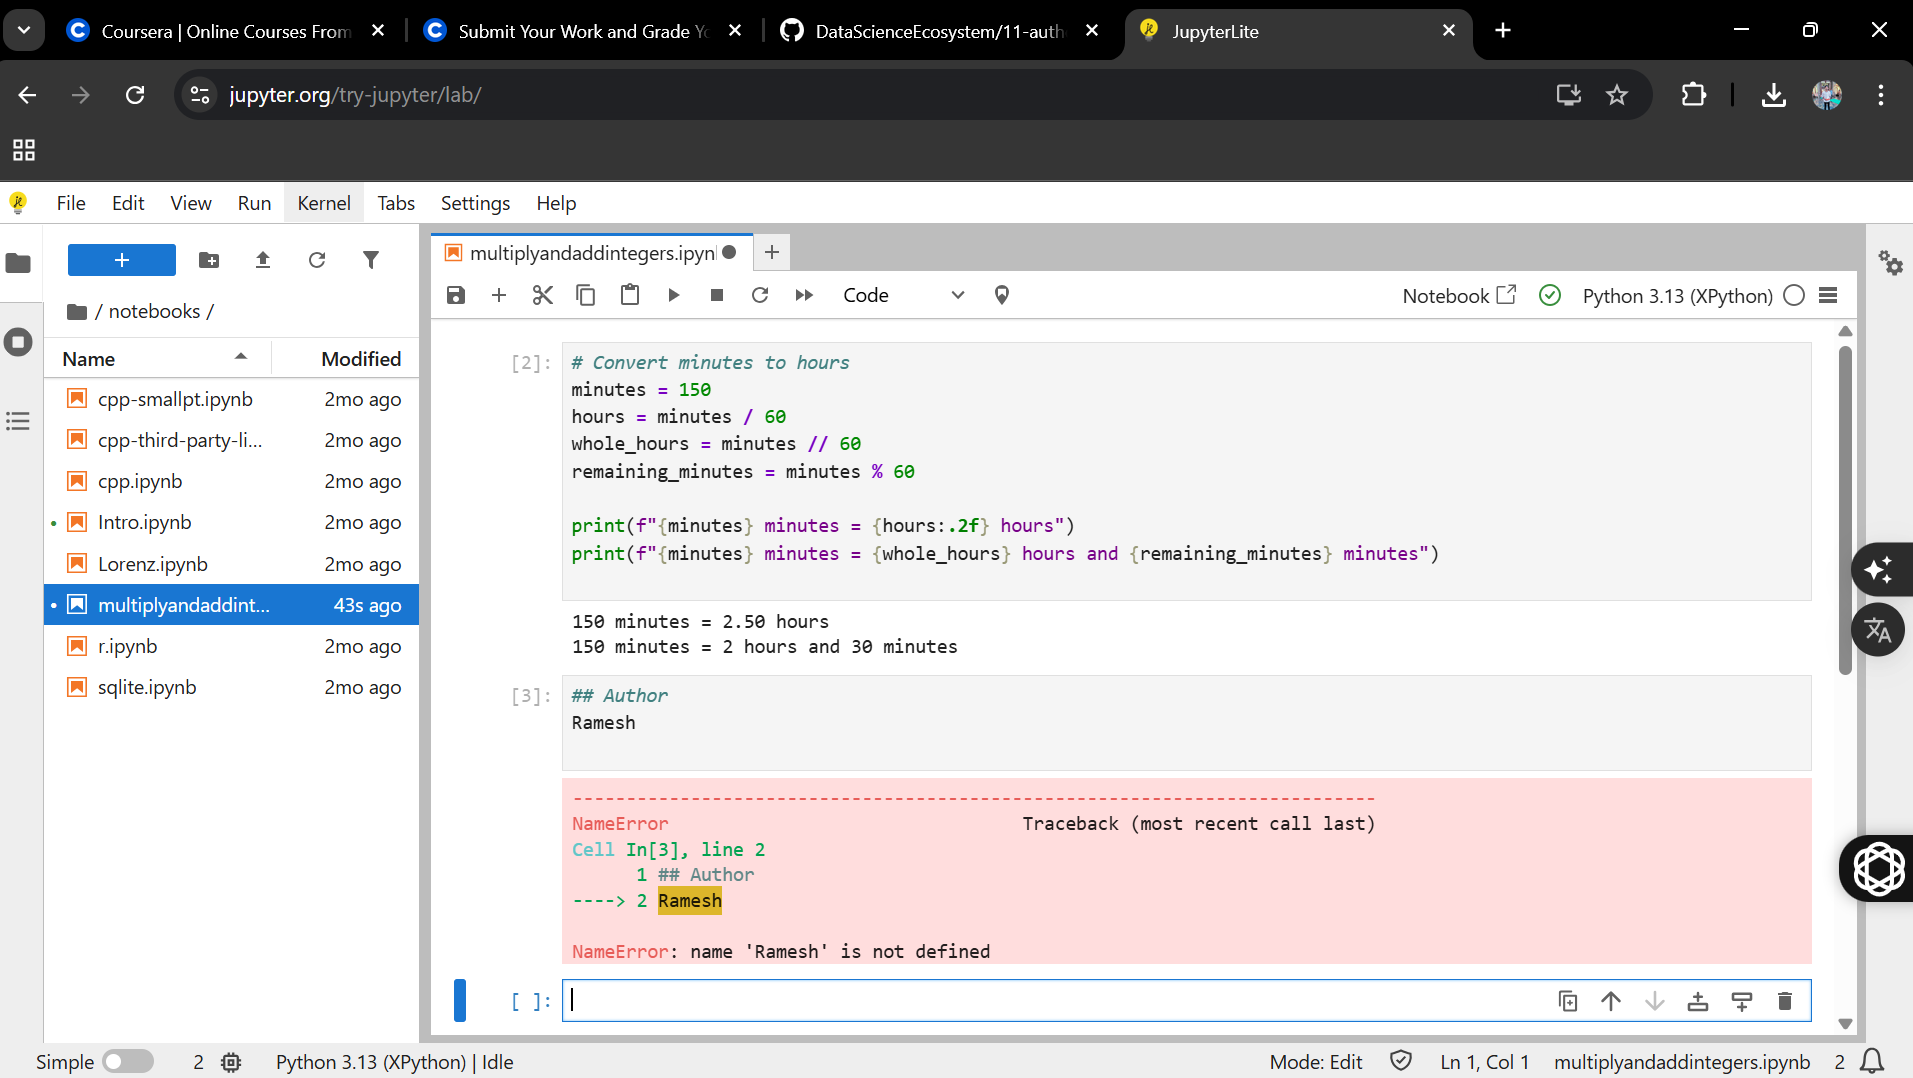 Coursera | Online Courses From
Submit Your Work and Grade Yo
DataScienceEcosystem/11-auth
JupyterLite
jupyter.org/try-jupyter/lab/
File Edit View Run Kernel Tabs Settings Help
multiplyandaddintegers.ipyn
/ notebooks /
Code
Notebook
Python 3.13 (XPython)
Name Modified
cpp-smallpt.ipynb 2mo ago
cpp-third-party-li... 2mo ago
cpp.ipynb 2mo ago
Intro.ipynb 2mo ago
Lorenz.ipynb 2mo ago
multiplyandaddint... 43s ago
r.ipynb 2mo ago
sqlite.ipynb 2mo ago
[2]:
# Convert minutes to hours
minutes = 150
hours = minutes / 60
whole_hours = minutes // 60
remaining_minutes = minutes % 60
print(f"{minutes} minutes = {hours:.2f} hours")
print(f"{minutes} minutes = {whole_hours} hours and {remaining_minutes} minutes")
150 minutes = 2.50 hours
150 minutes = 2 hours and 30 minutes
[3]:
## Author
Ramesh
---------------------------------------------------------------------------
NameError Traceback (most recent call last)
Cell In[3], line 2
1 ## Author
----> 2 Ramesh
NameError: name 'Ramesh' is not defined
[ ]:
Simple 2 Python 3.13 (XPython) | Idle Mode: Edit Ln 1, Col 1 multiplyandaddintegers.ipynb 2